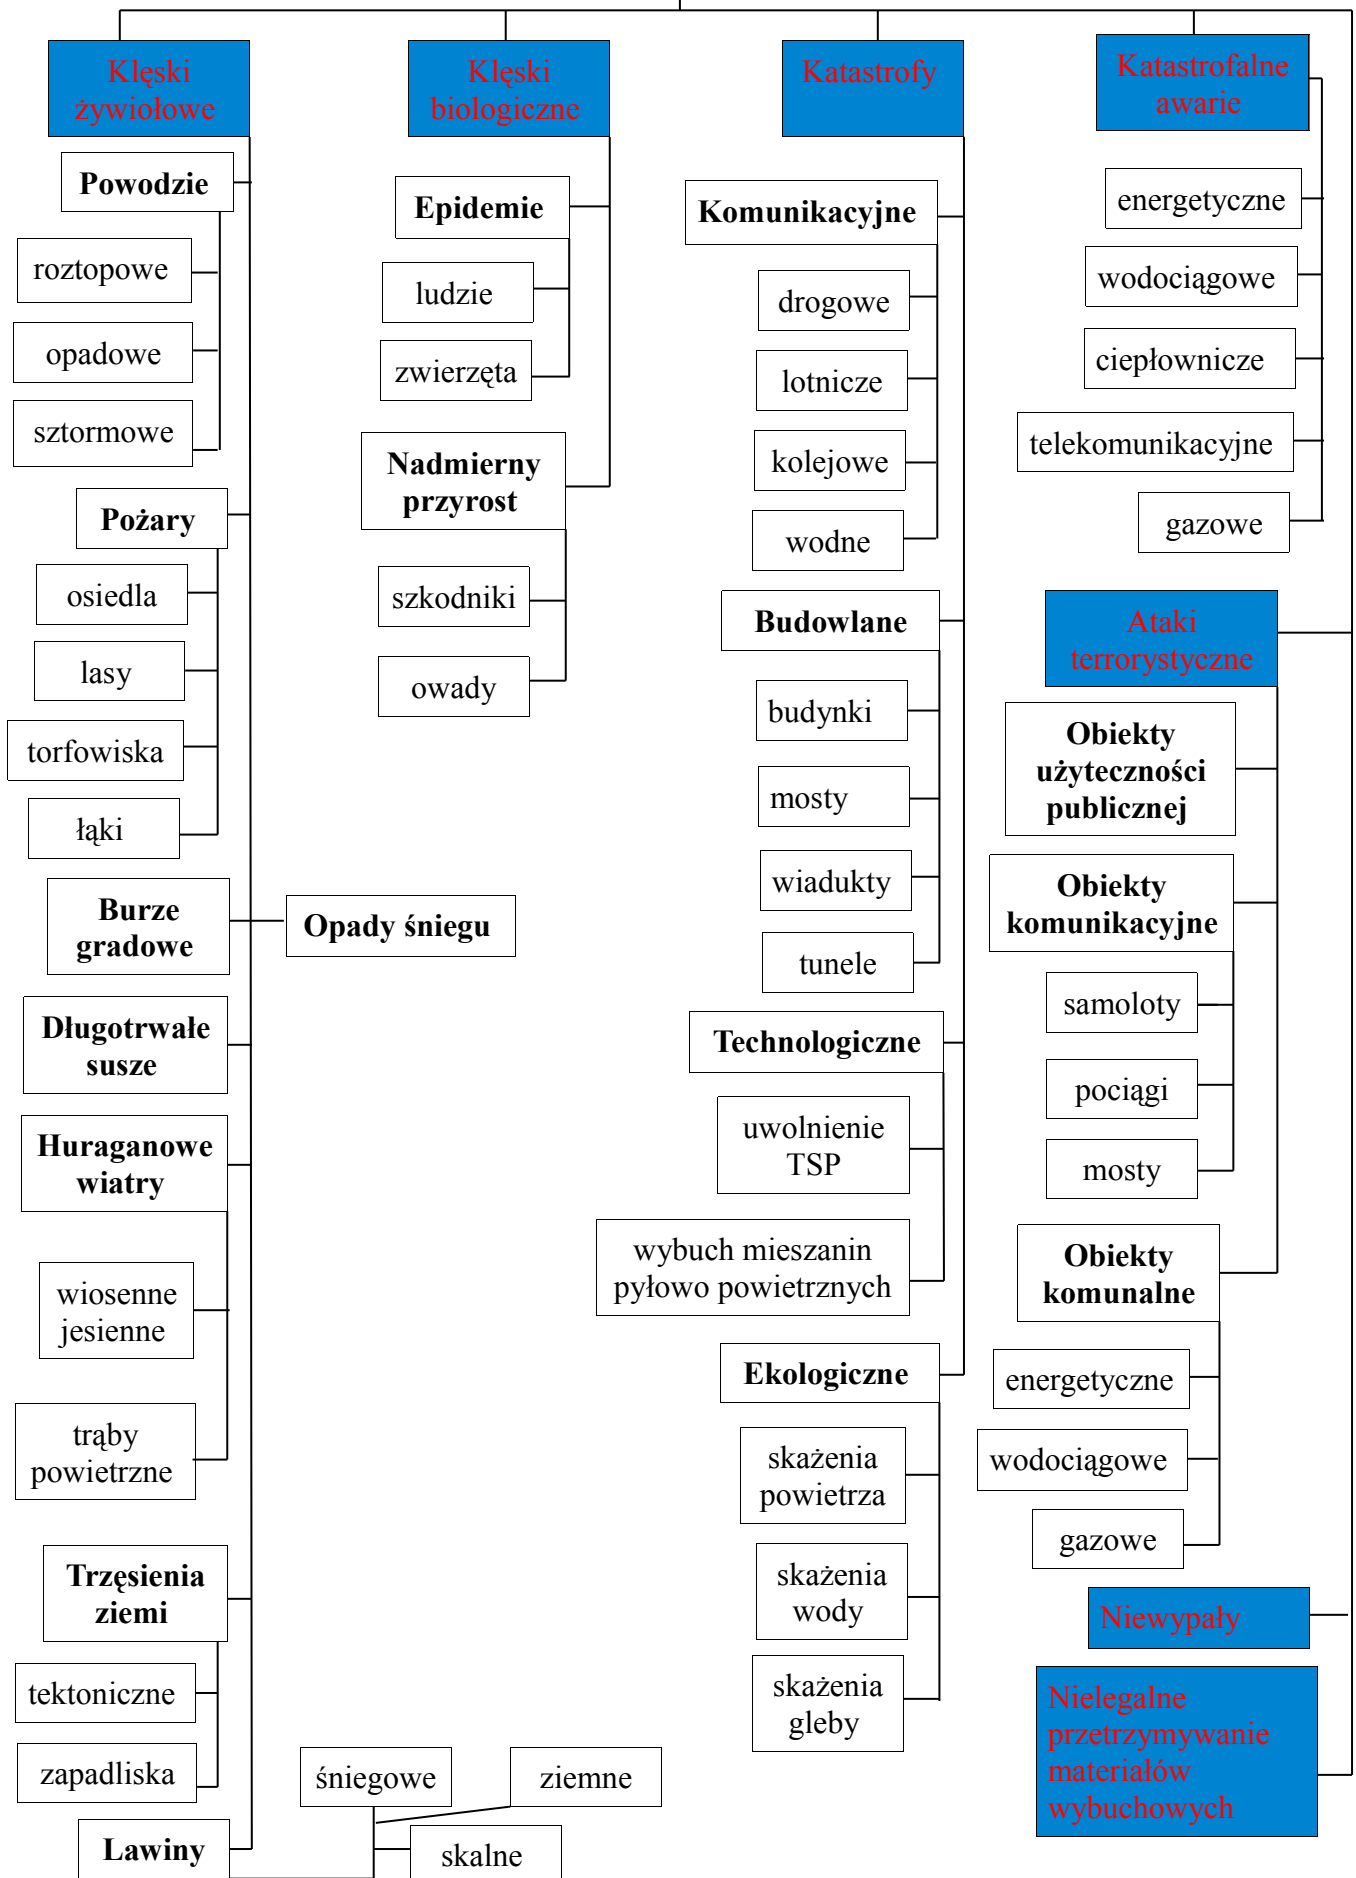 Klęski
żywiołowe
Powodzie
roztopowe
opadowe
sztormowe
Pożary
osiedla
lasy
torfowiska
łąki
Burze
gradowe
Opady śniegu
Długotrwałe
susze
Huraganowe
wiatry
wiosenne
jesienne
trąby
powietrzne
Trzęsienia
ziemi
tektoniczne
zapadliska
Lawiny
śniegowe
ziemne
skalne
Klęski
biologiczne
Epidemie
ludzie
zwierzęta
Nadmierny
przyrost
szkodniki
owady
Katastrofy
Komunikacyjne
drogowe
lotnicze
kolejowe
wodne
Budowlane
budynki
mosty
wiadukty
tunele
Technologiczne
uwolnienie
TSP
wybuch mieszanin
pyłowo powietrznych
Ekologiczne
skażenia
powietrza
skażenia
wody
skażenia
gleby
Katastrofalne
awarie
energetyczne
wodociągowe
ciepłownicze
telekomunikacyjne
gazowe
Ataki
terrorystyczne
Obiekty
użyteczności
publicznej
Obiekty
komunikacyjne
samoloty
pociągi
mosty
Obiekty
komunalne
energetyczne
wodociągowe
gazowe
Niewypały
Nielegalne
przetrzymywanie
materiałów
wybuchowych